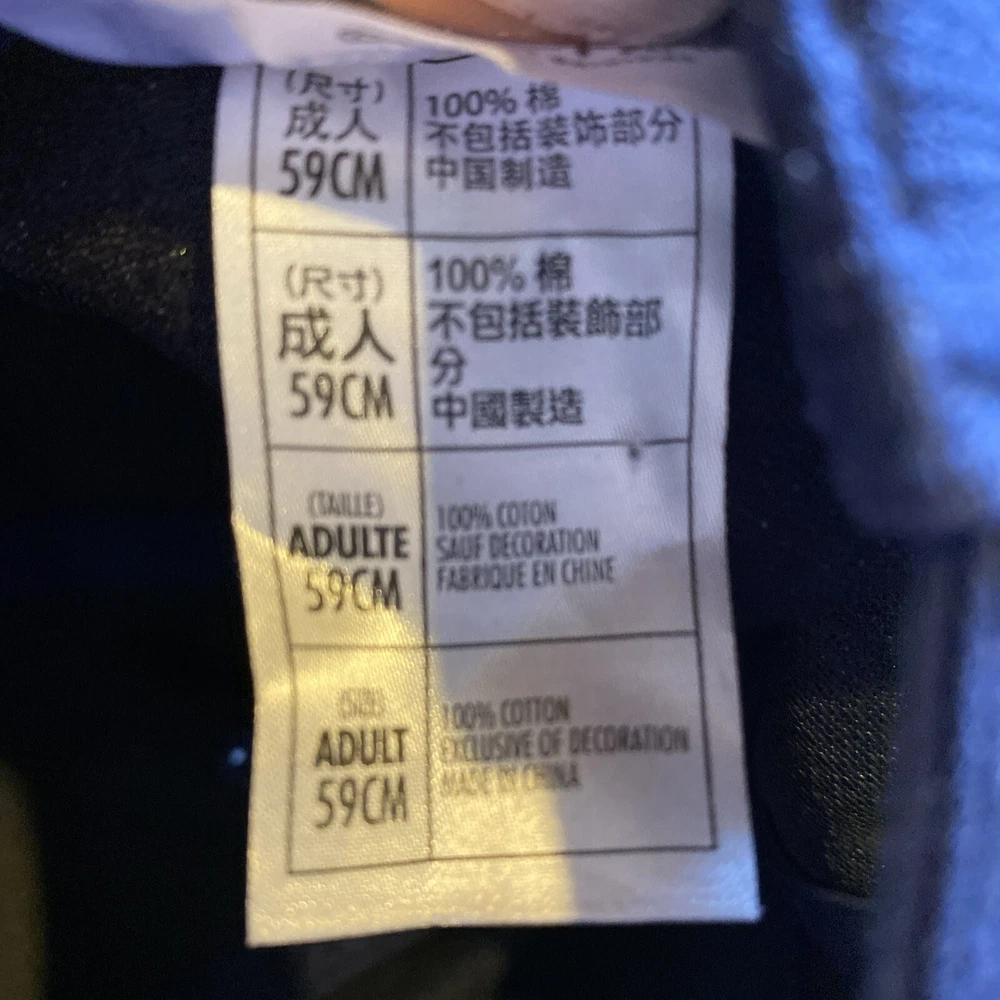 (尺寸)
成人
59CM
100% 棉
不包括装饰部分
中国制造
(尺寸)
成人
59CM
100% 棉
不包括裝飾部
分
中國製造
(TAILLE)
ADULTE
59CM
100% COTON
SAUF DECORATION
FABRIQUE EN CHINE
(SIZE)
ADULT
59CM
100% COTTON
EXCLUSIVE OF DECORATION
MADE IN CHINA